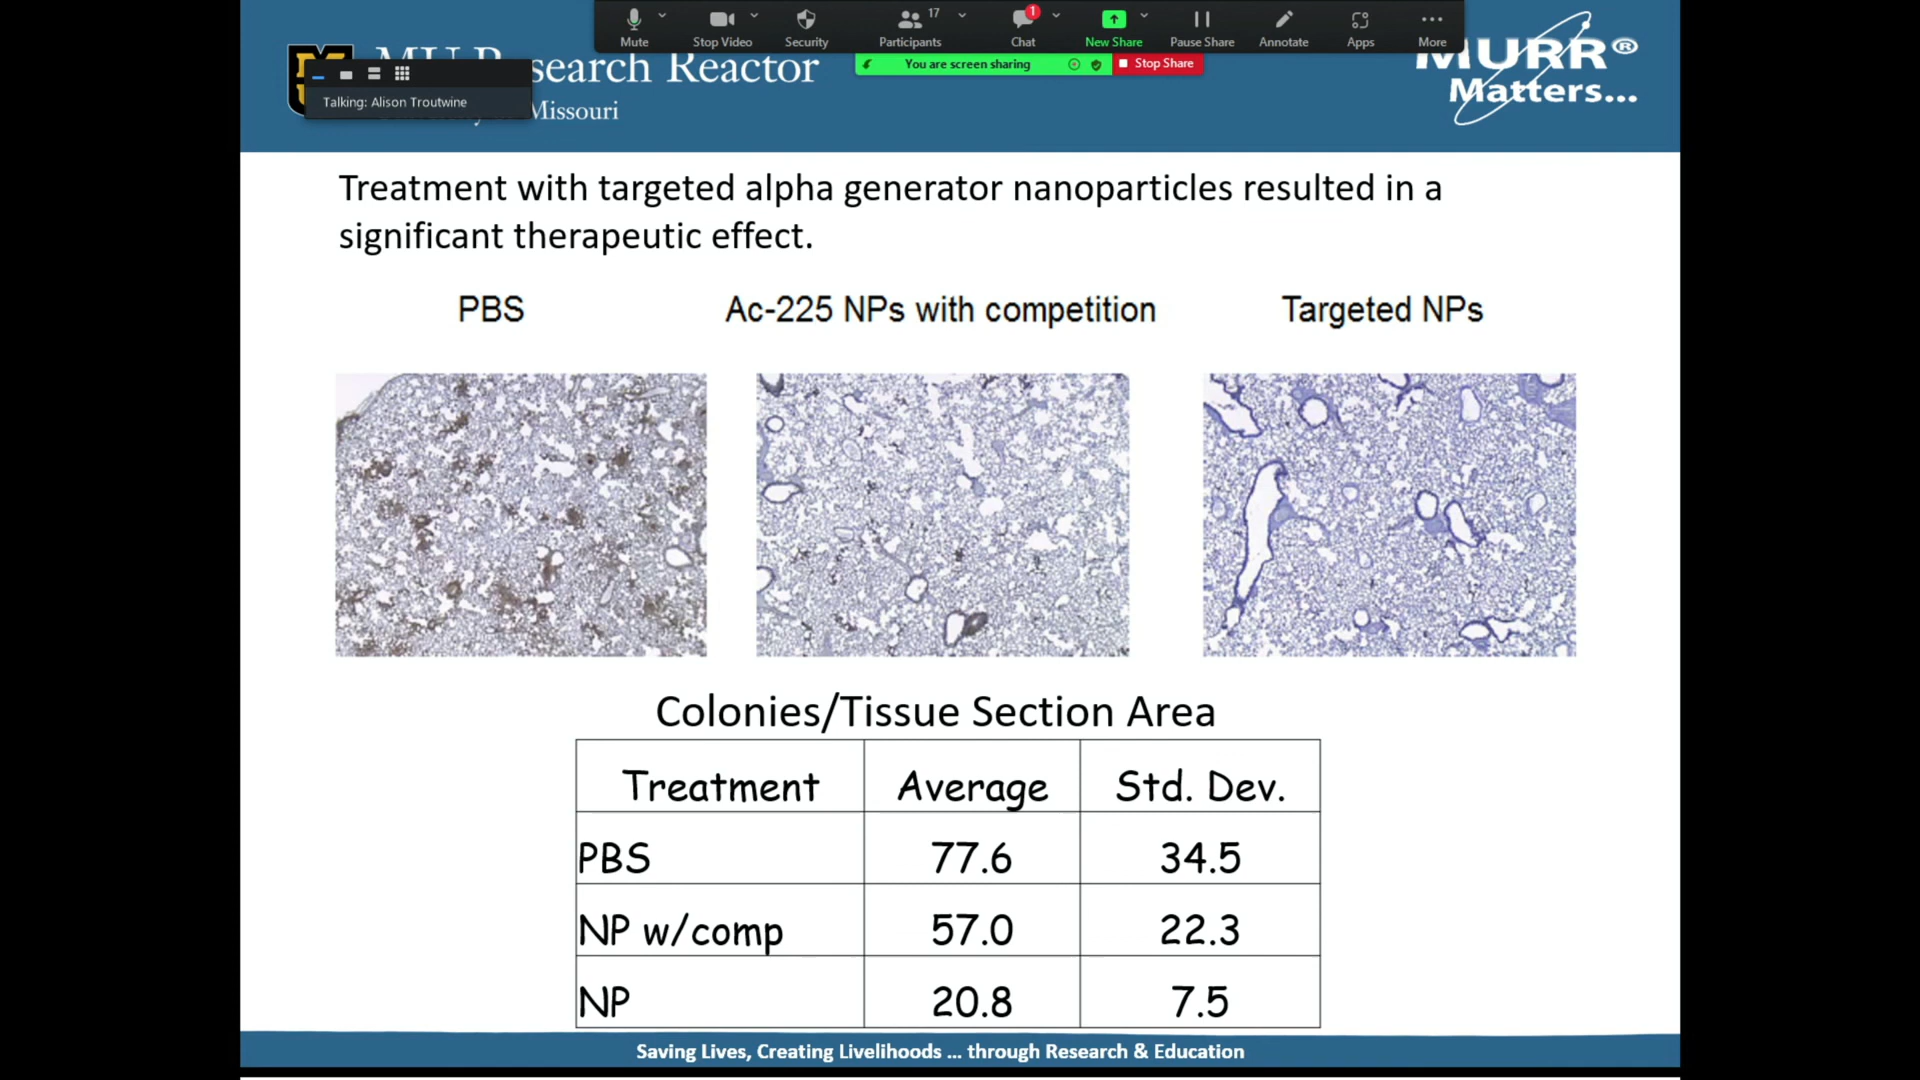 Mute
Stop Video
Security
Participants
17
Chat
1
New Share
Pause Share
Annotate
Apps
More
You are screen sharing
Stop Share
Talking: Alison Troutwine
search Reactor
Missouri
MURR®
Matters...
Treatment with targeted alpha generator nanoparticles resulted in a
significant therapeutic effect.
PBS
Ac-225 NPs with competition
Targeted NPs
Colonies/Tissue Section Area
Treatment Average Std. Dev.
PBS 77.6 34.5
NP w/comp 57.0 22.3
NP 20.8 7.5
Saving Lives, Creating Livelihoods ... through Research & Education